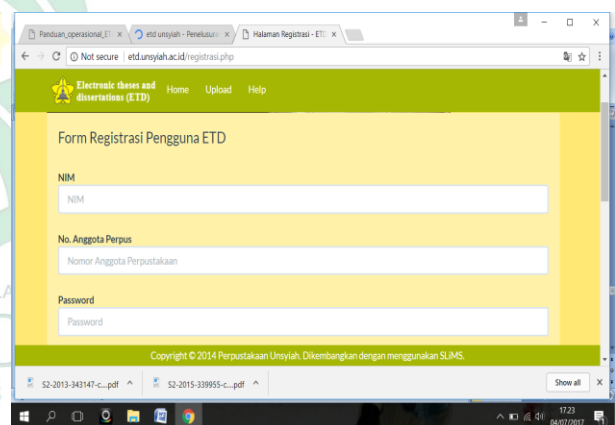 Panduan_operasional_ET
etd unsyiah - Penelusura
Halaman Registrasi - ETD
Not secure | etd.unsyiah.ac.id/registrasi.php
Electronic theses and
dissertations (ETD)
Home Upload Help
Form Registrasi Pengguna ETD
NIM
NIM
No. Anggota Perpus
Nomor Anggota Perpustakaan
Password
Password
Copyright © 2014 Perpustakaan Unsyiah. Dikembangkan dengan menggunakan SLiMS.
S2-2013-343147-c....pdf
S2-2015-339955-c....pdf
Show all
17.23
04/07/2017